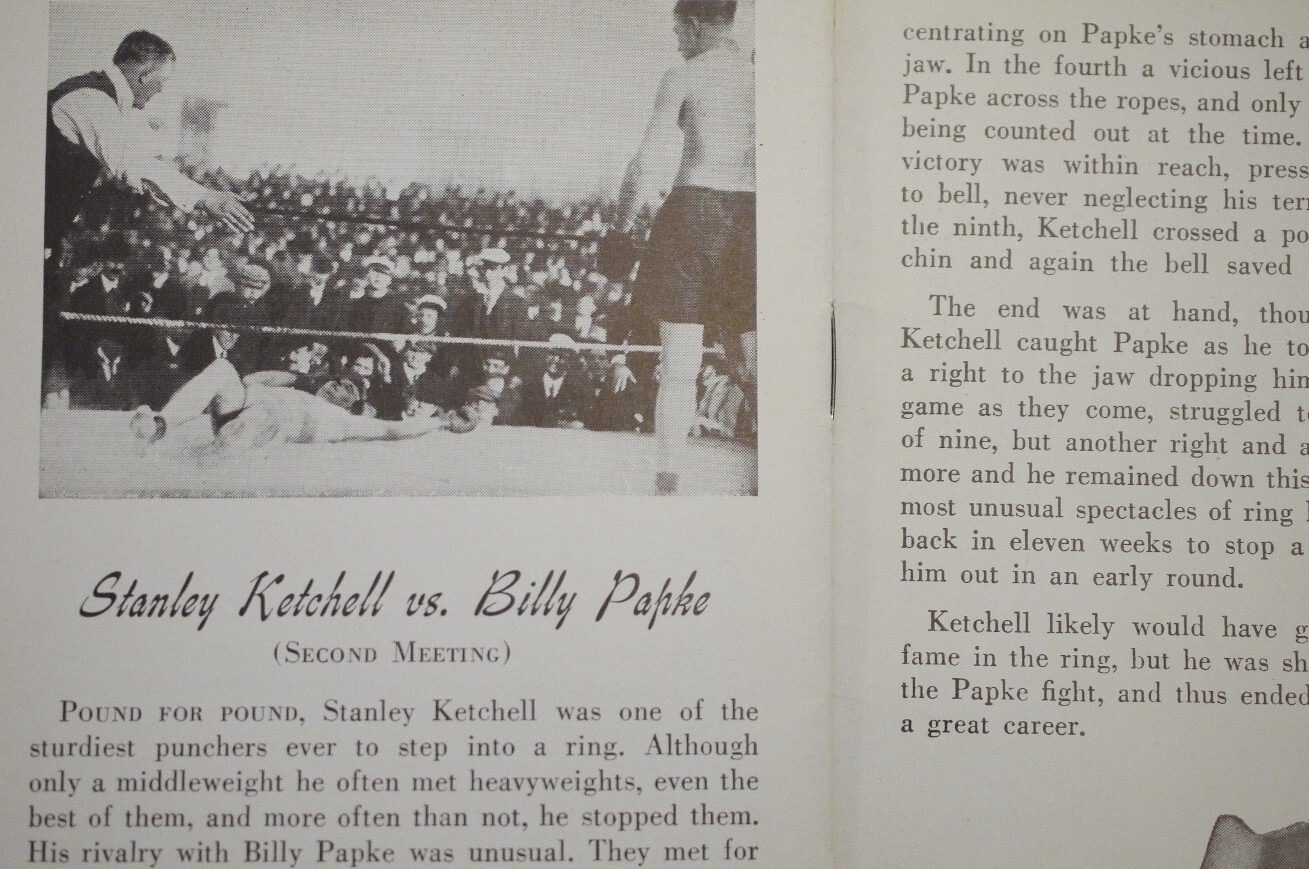 Stanley Ketchell vs. Billy Papke
(Second Meeting)
Pound for pound, Stanley Ketchell was one of the
sturdiest punchers ever to step into a ring. Although
only a middleweight he often met heavyweights, even the
best of them, and more often than not, he stopped them.
His rivalry with Billy Papke was unusual. They met for
centrating on Papke's stomach a
jaw. In the fourth a vicious left
Papke across the ropes, and only
being counted out at the time.
victory was within reach, press
to bell, never neglecting his
the ninth, Ketchell crossed a
chin and again the bell saved
The end was at hand,
Ketchell caught Papke as he
a right to the jaw dropping
game as they come, struggled
of nine, but another right and a
more and he remained down this
most unusual spectacles of ring
back in eleven weeks to stop a
him out in an early round.
Ketchell likely would have
fame in the ring, but he was
the Papke fight, and thus ended
a great career.